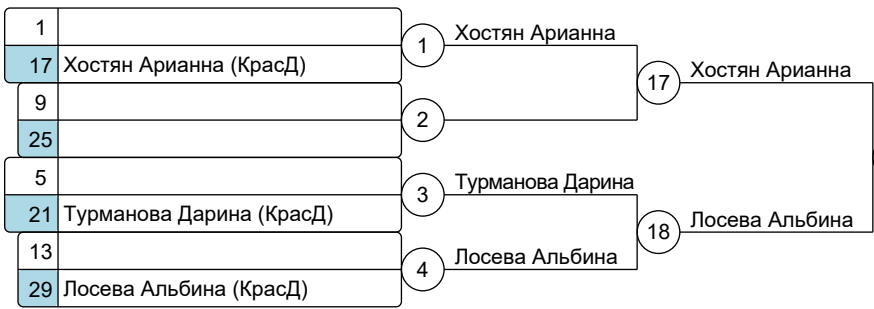 1
17 Хостян Арианна (КрасД)
9
25
5
21 Турманова Дарина (КрасД)
13
29 Лосева Альбина (КрасД)
1 Хостян Арианна
2
3 Турманова Дарина
4 Лосева Альбина
17 Хостян Арианна
18 Лосева Альбина